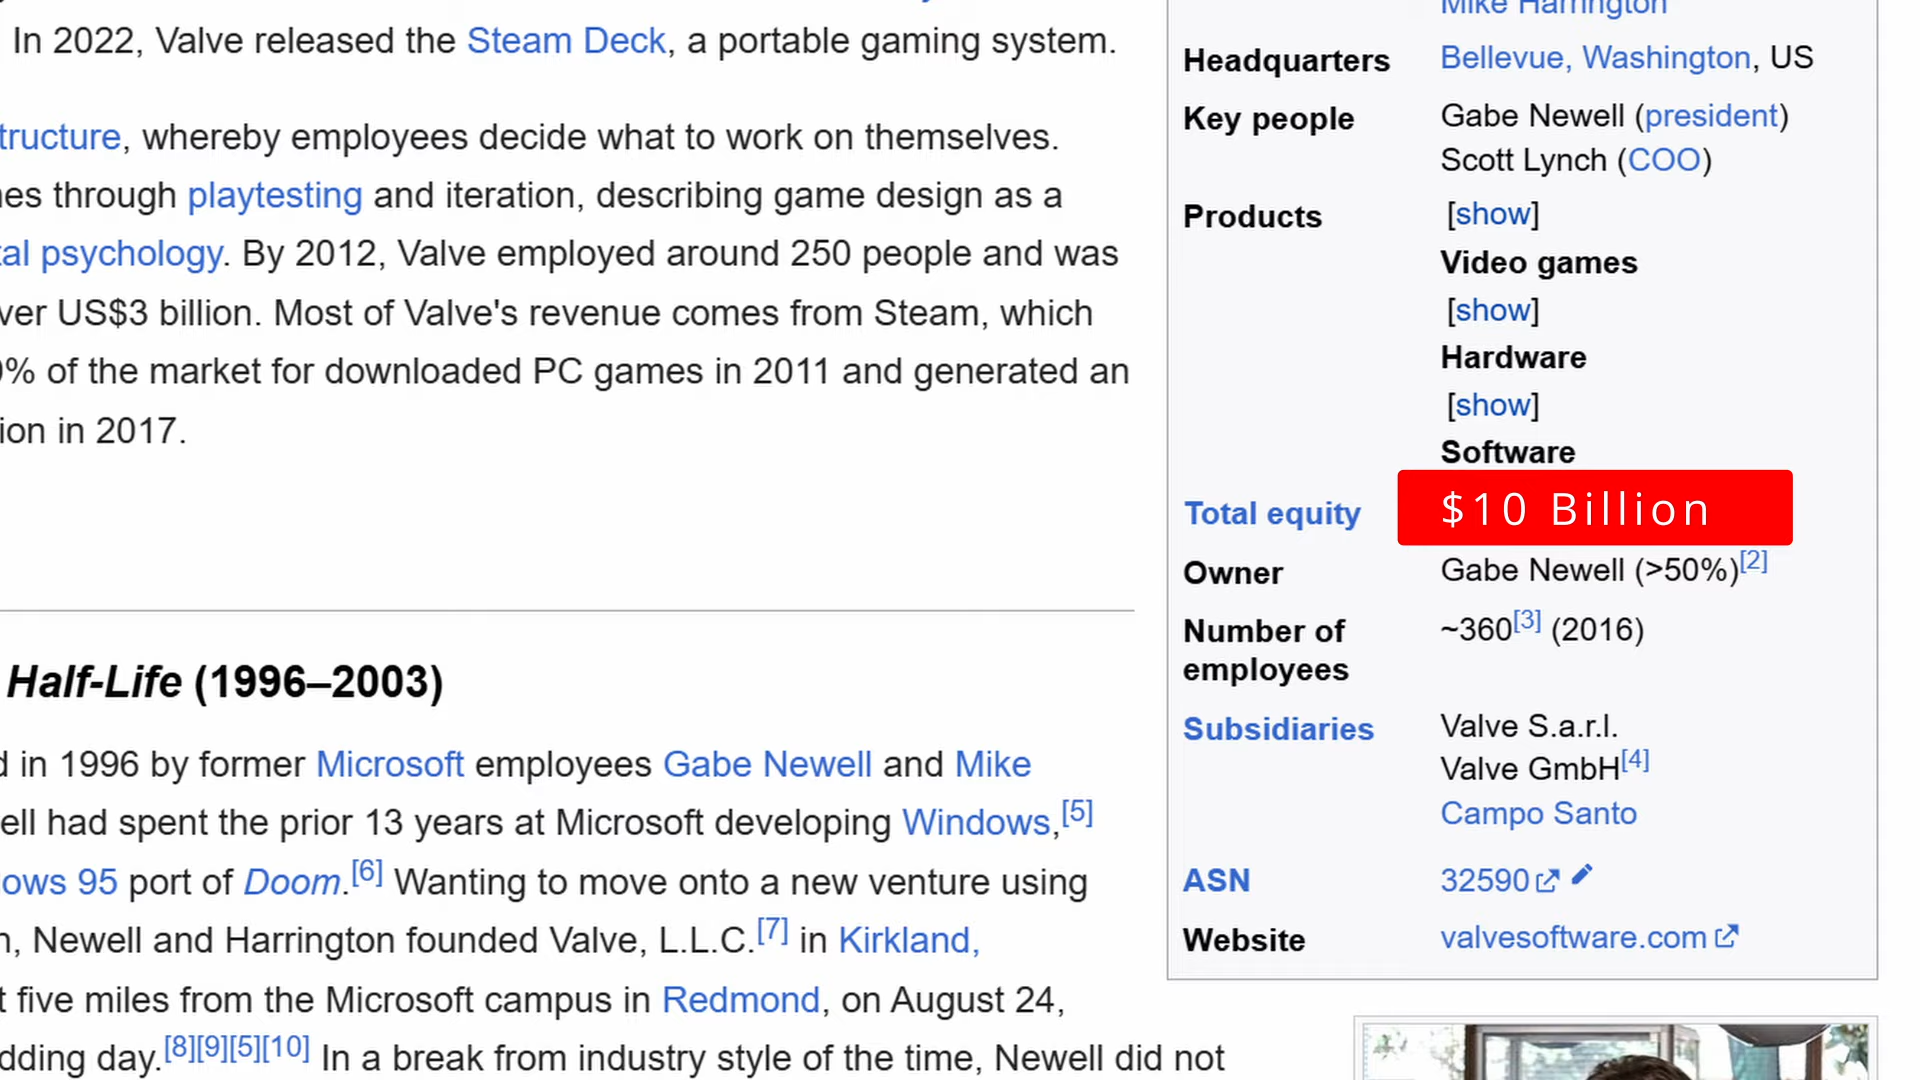 In 2022, Valve released the Steam Deck, a portable gaming system.
tructure, whereby employees decide what to work on themselves.
es through playtesting and iteration, describing game design as a
tal psychology. By 2012, Valve employed around 250 people and was
ver US$3 billion. Most of Valve's revenue comes from Steam, which
% of the market for downloaded PC games in 2011 and generated an
ion in 2017.
Half-Life (1996–2003)
d in 1996 by former Microsoft employees Gabe Newell and Mike
ell had spent the prior 13 years at Microsoft developing Windows,[5]
ows 95 port of Doom.[6] Wanting to move onto a new venture using
n, Newell and Harrington founded Valve, L.L.C.[7] in Kirkland,
t five miles from the Microsoft campus in Redmond, on August 24,
dding day.[8][9][5][10] In a break from industry style of the time, Newell did not
Mike Harrington
Headquarters Bellevue, Washington, US
Key people Gabe Newell (president)
Scott Lynch (COO)
Products [show]
Video games
[show]
Hardware
[show]
Software
Total equity $10 Billion
Owner Gabe Newell (>50%)[2]
Number of ~360[3] (2016)
employees
Subsidiaries Valve S.a.r.l.
Valve GmbH[4]
Campo Santo
ASN 32590
Website valvesoftware.com